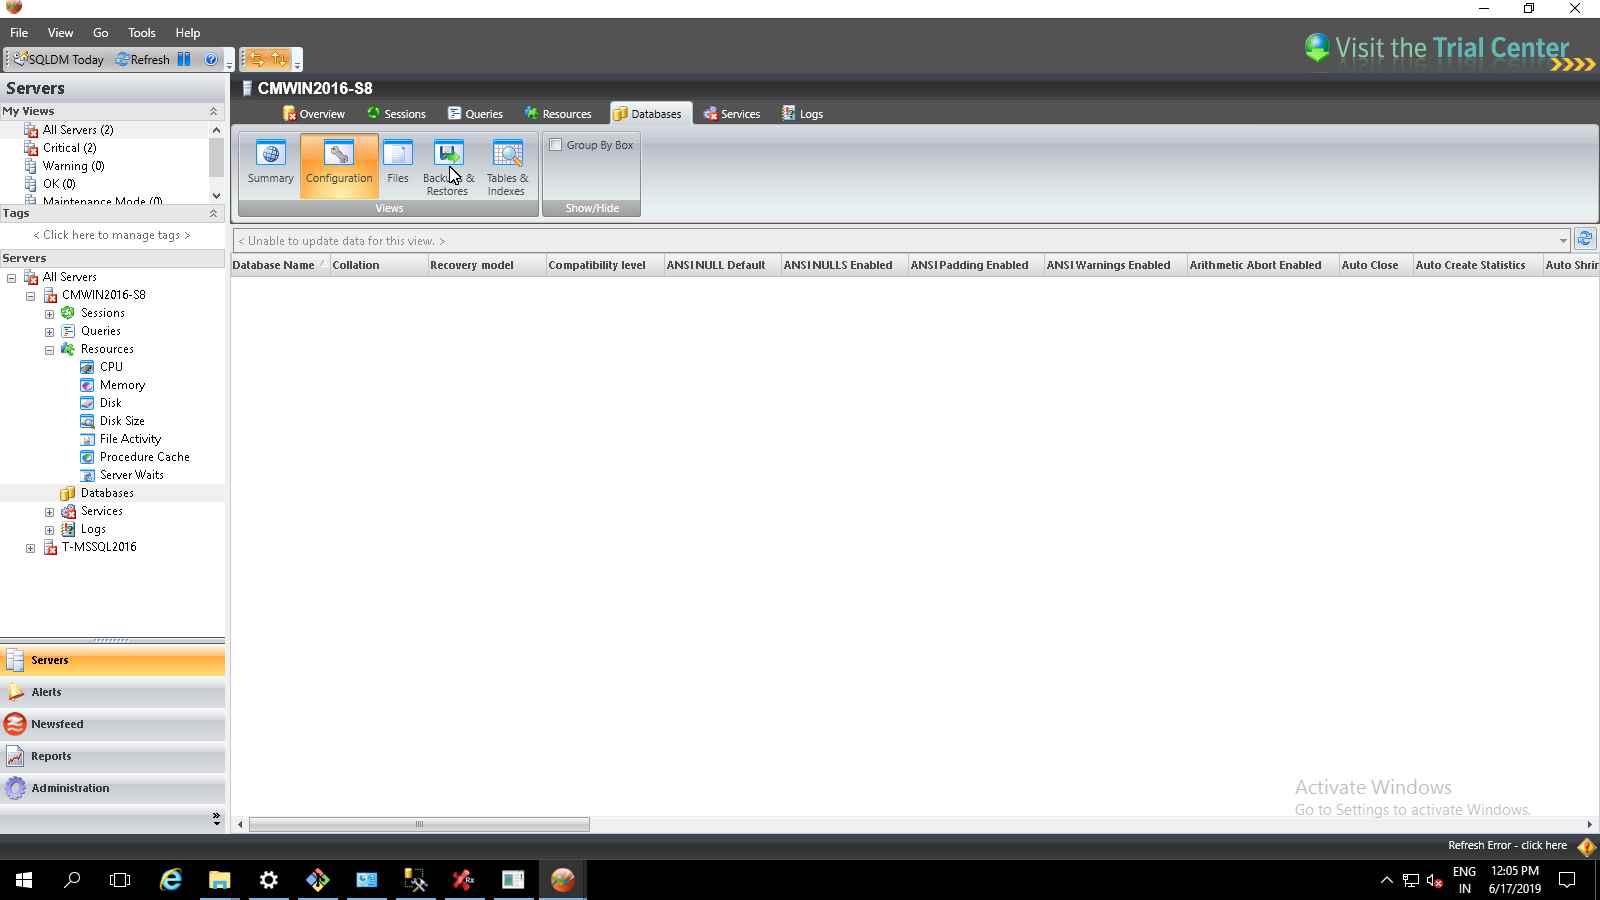 File View Go Tools Help
Visit the Trial Center
SQLDM Today Refresh
Servers
CMWIN2016-S8
My Views
Overview Sessions Queries Resources Databases Services Logs
All Servers (2)
Critical (2)
Warning (0)
OK (0)
Maintenance Mode (0)
Summary Configuration Files Backups & Restores Tables & Indexes
Group By Box
Views Show/Hide
Tags
< Click here to manage tags >
< Unable to update data for this view. >
Servers
Database Name Collation Recovery model Compatibility level ANSI NULL Default ANSI NULLS Enabled ANSI Padding Enabled ANSI Warnings Enabled Arithmetic Abort Enabled Auto Close Auto Create Statistics Auto Shrin
All Servers
CMWIN2016-S8
Sessions
Queries
Resources
CPU
Memory
Disk
Disk Size
File Activity
Procedure Cache
Server Waits
Databases
Services
Logs
T-MSSQL2016
Servers
Alerts
Newsfeed
Reports
Administration
Activate Windows
Go to Settings to activate Windows.
Refresh Error - click here
ENG
IN
12:05 PM
6/17/2019